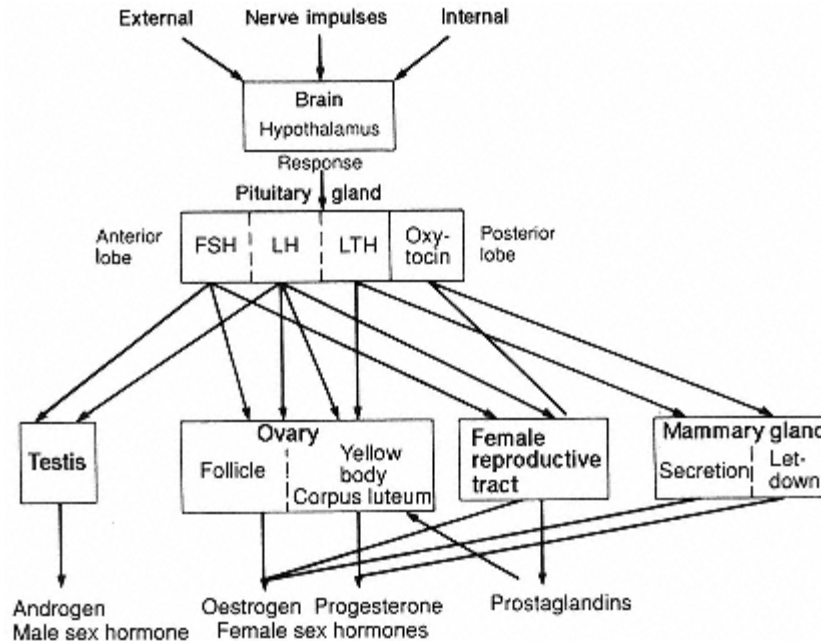 External Nerve impulses Internal
Brain
Hypothalamus
Response
Pituitary gland
Anterior lobe
FSH
LH
LTH
Oxy-
tocin
Posterior lobe
Testis
Ovary
Follicle
Yellow
body
Corpus luteum
Female
reproductive
tract
Mammary gland
Secretion
Let-
down
Androgen
Male sex hormone
Oestrogen Progesterone
Female sex hormones
Prostaglandins